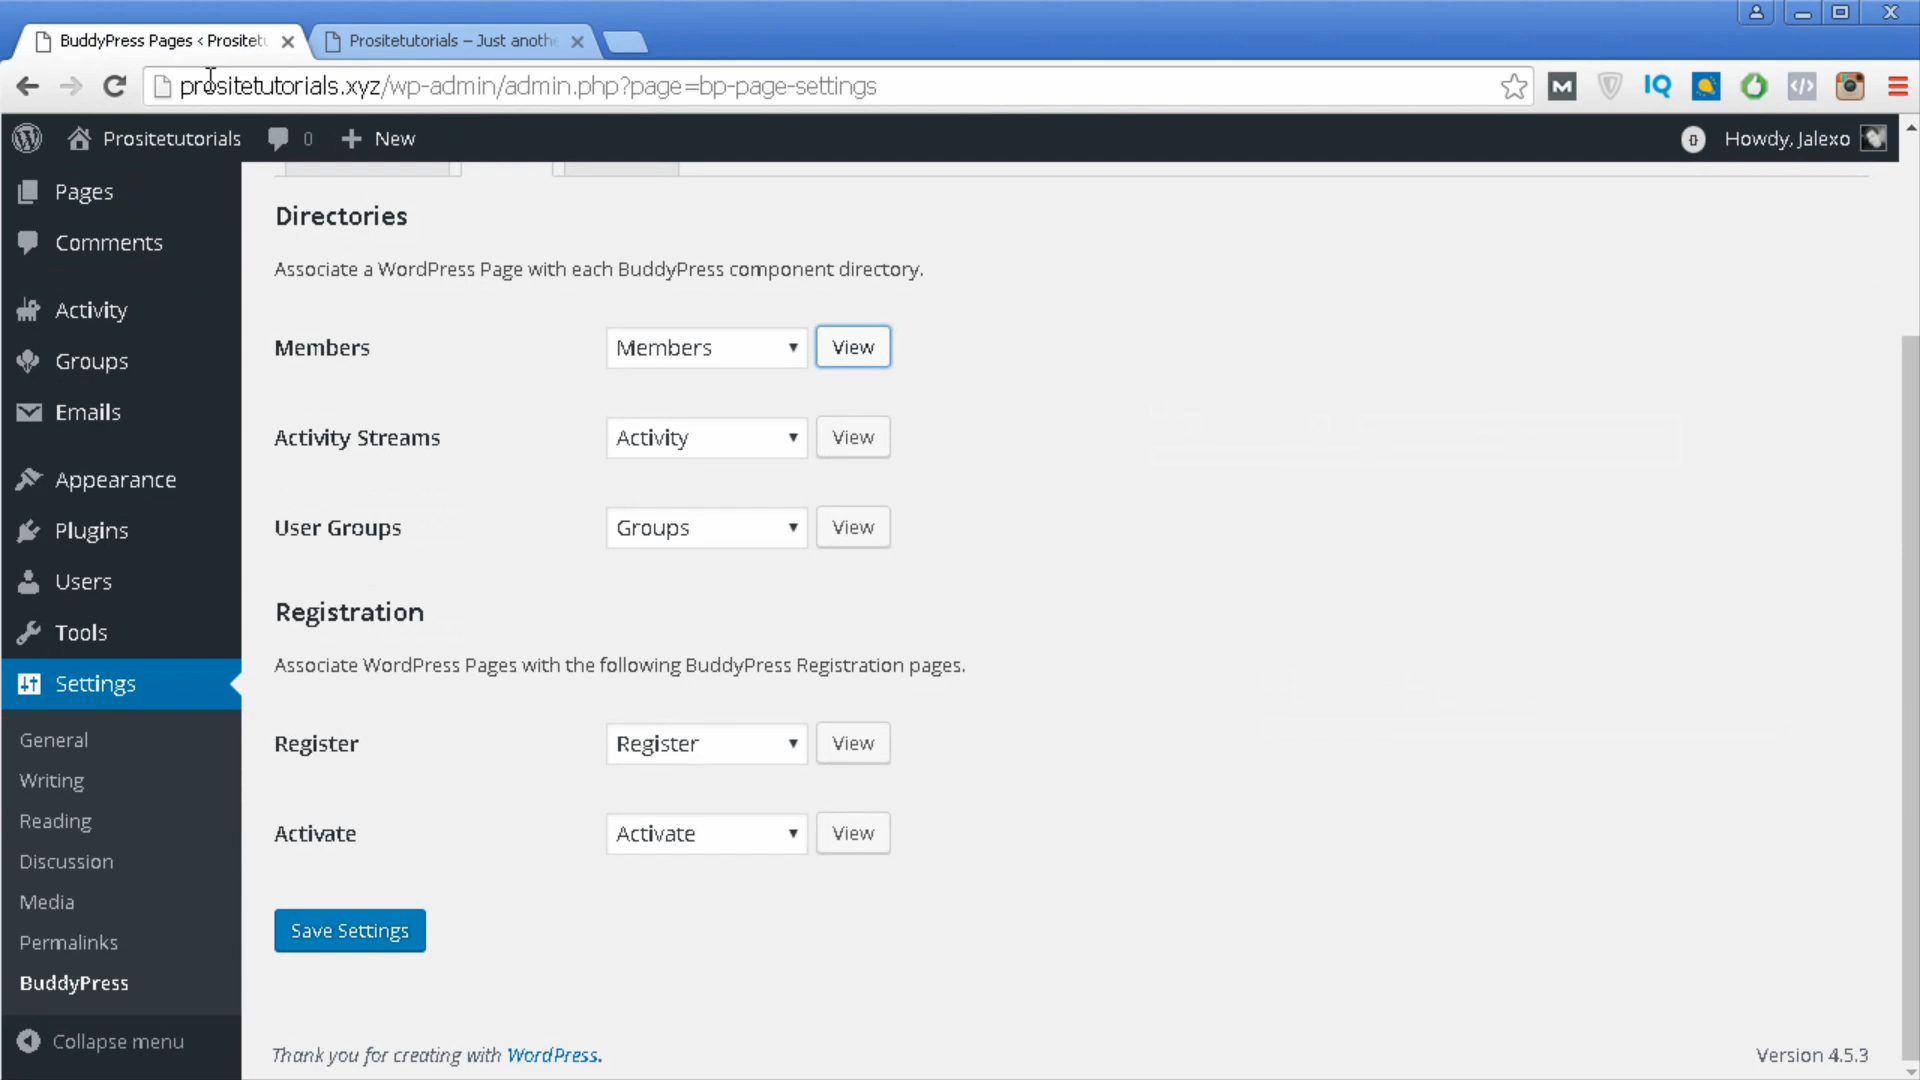 BuddyPress Pages < Prositet
Prositetutorials – Just anoth
prositetutorials.xyz/wp-admin/admin.php?page=bp-page-settings
IQ
Prositetutorials
0
New
Howdy, Jalexo
Pages
Comments
Activity
Groups
Emails
Appearance
Plugins
Users
Tools
Settings
General
Writing
Reading
Discussion
Media
Permalinks
BuddyPress
Collapse menu
Directories
Associate a WordPress Page with each BuddyPress component directory.
Members Members View
Activity Streams Activity View
User Groups Groups View
Registration
Associate WordPress Pages with the following BuddyPress Registration pages.
Register Register View
Activate Activate View
Save Settings
Thank you for creating with WordPress.
Version 4.5.3